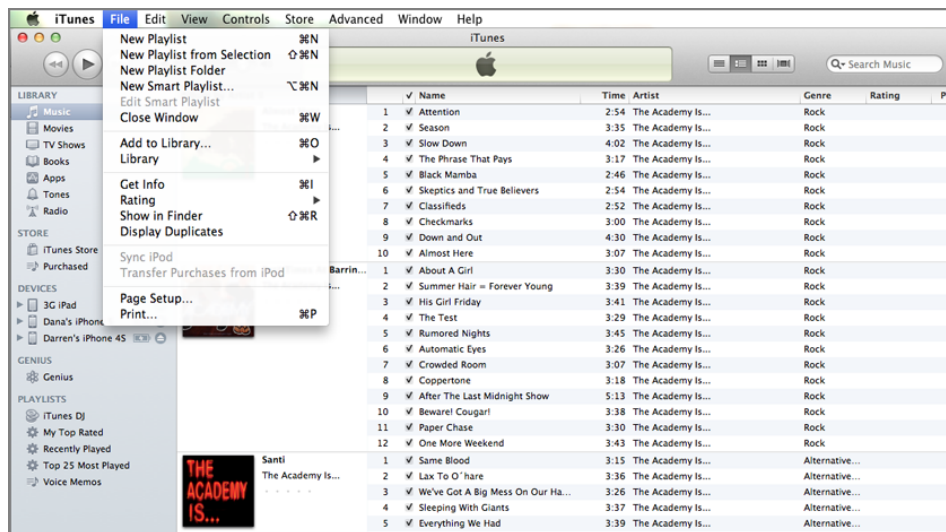 iTunes File Edit View Controls Store Advanced Window Help
iTunes
Search Music
New Playlist ⌘N
New Playlist from Selection ⇧⌘N
New Playlist Folder
New Smart Playlist... ⌥⌘N
Edit Smart Playlist
Close Window ⌘W
Add to Library... ⌘O
Library
Get Info ⌘I
Rating
Show in Finder ⇧⌘R
Display Duplicates
Sync iPod
Transfer Purchases from iPod
Page Setup...
Print... ⌘P
LIBRARY
Music
Movies
TV Shows
Books
Apps
Tones
Radio
STORE
iTunes Store
Purchased
DEVICES
3G iPad
Dana's iPhone
Darren's iPhone 4S
GENIUS
Genius
PLAYLISTS
iTunes DJ
My Top Rated
Recently Played
Top 25 Most Played
Voice Memos
✓ Name Time Artist Genre Rating P
1 ✓ Attention 2:54 The Academy Is... Rock
2 ✓ Season 3:35 The Academy Is... Rock
3 ✓ Slow Down 4:02 The Academy Is... Rock
4 ✓ The Phrase That Pays 3:17 The Academy Is... Rock
5 ✓ Black Mamba 2:46 The Academy Is... Rock
6 ✓ Skeptics and True Believers 2:54 The Academy Is... Rock
7 ✓ Classifieds 2:52 The Academy Is... Rock
8 ✓ Checkmarks 3:00 The Academy Is... Rock
9 ✓ Down and Out 4:30 The Academy Is... Rock
10 ✓ Almost Here 3:07 The Academy Is... Rock
Barrin...
1 ✓ About A Girl 3:30 The Academy Is... Rock
2 ✓ Summer Hair = Forever Young 3:39 The Academy Is... Rock
3 ✓ His Girl Friday 3:41 The Academy Is... Rock
4 ✓ The Test 3:29 The Academy Is... Rock
5 ✓ Rumored Nights 3:45 The Academy Is... Rock
6 ✓ Automatic Eyes 3:26 The Academy Is... Rock
7 ✓ Crowded Room 3:07 The Academy Is... Rock
8 ✓ Coppertone 3:18 The Academy Is... Rock
9 ✓ After The Last Midnight Show 5:13 The Academy Is... Rock
10 ✓ Beware! Cougar! 3:38 The Academy Is... Rock
11 ✓ Paper Chase 3:30 The Academy Is... Rock
12 ✓ One More Weekend 3:43 The Academy Is... Rock
THE
ACADEMY
IS...
Santi
The Academy Is...
1 ✓ Same Blood 3:15 The Academy Is... Alternative...
2 ✓ Lax To O´hare 3:36 The Academy Is... Alternative...
3 ✓ We've Got A Big Mess On Our Ha... 3:26 The Academy Is... Alternative...
4 ✓ Sleeping With Giants 3:37 The Academy Is... Alternative...
5 ✓ Everything We Had 3:39 The Academy Is... Alternative...